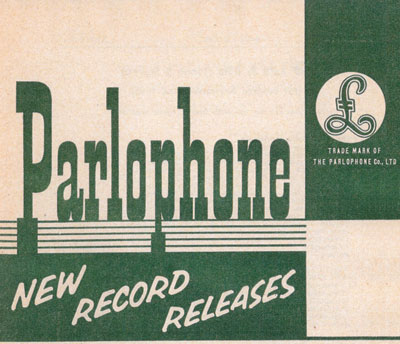 Parlophone
£
TRADE MARK OF
THE PARLOPHONE Co., LTD
NEW
RECORD
RELEASES